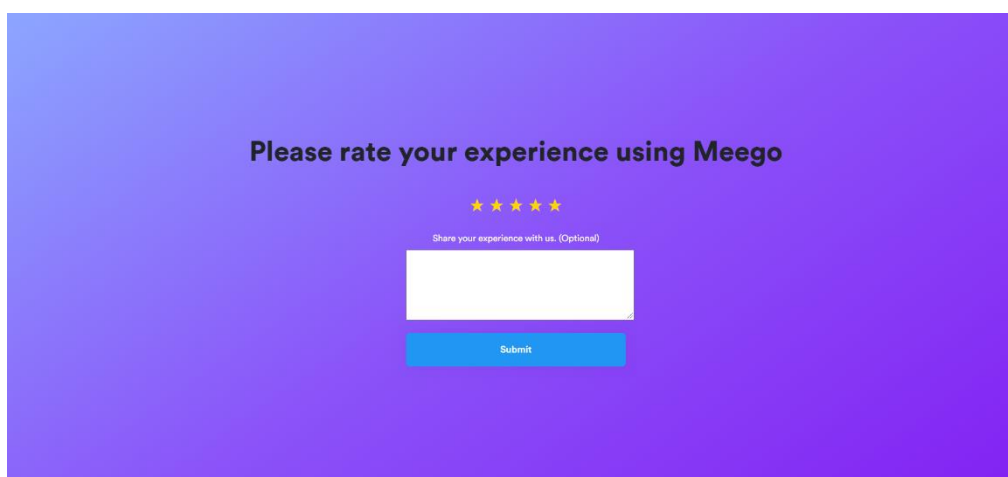 Please rate your experience using Meego
Share your experience with us. (Optional)
Submit